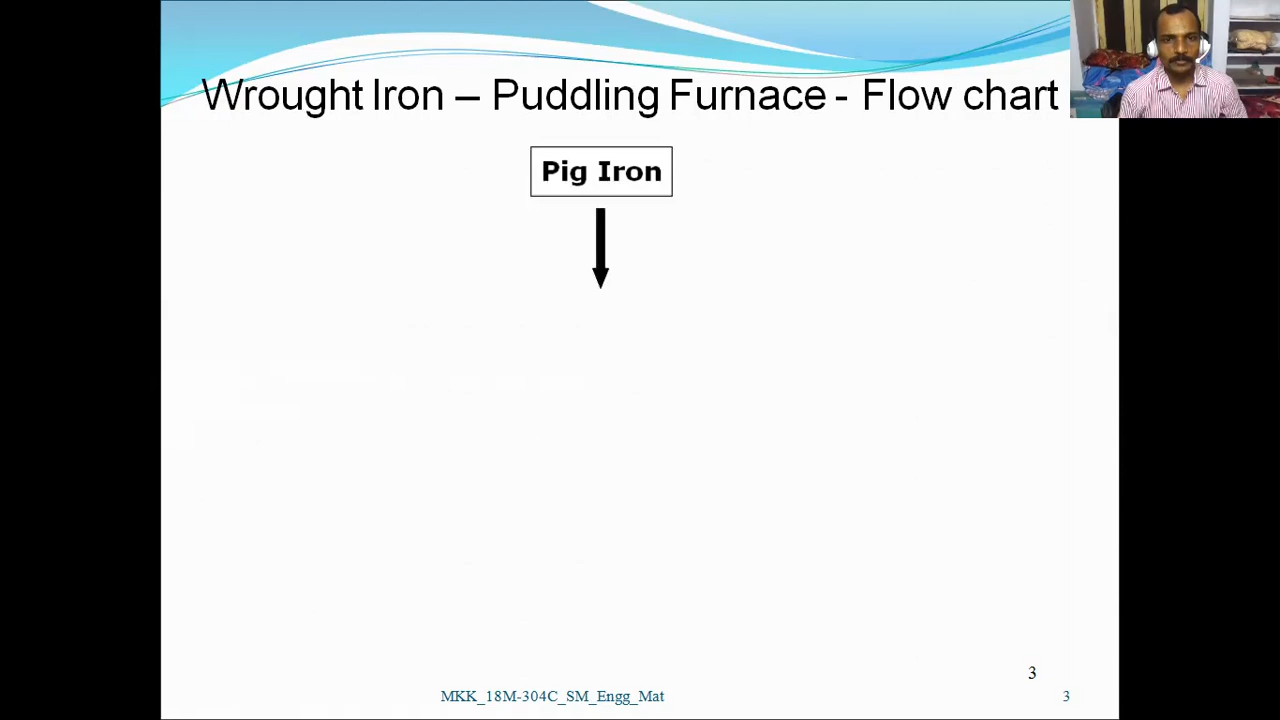 Wrought Iron – Puddling Furnace - Flow chart
Pig Iron
3
MKK_18M-304C_SM_Engg_Mat
3